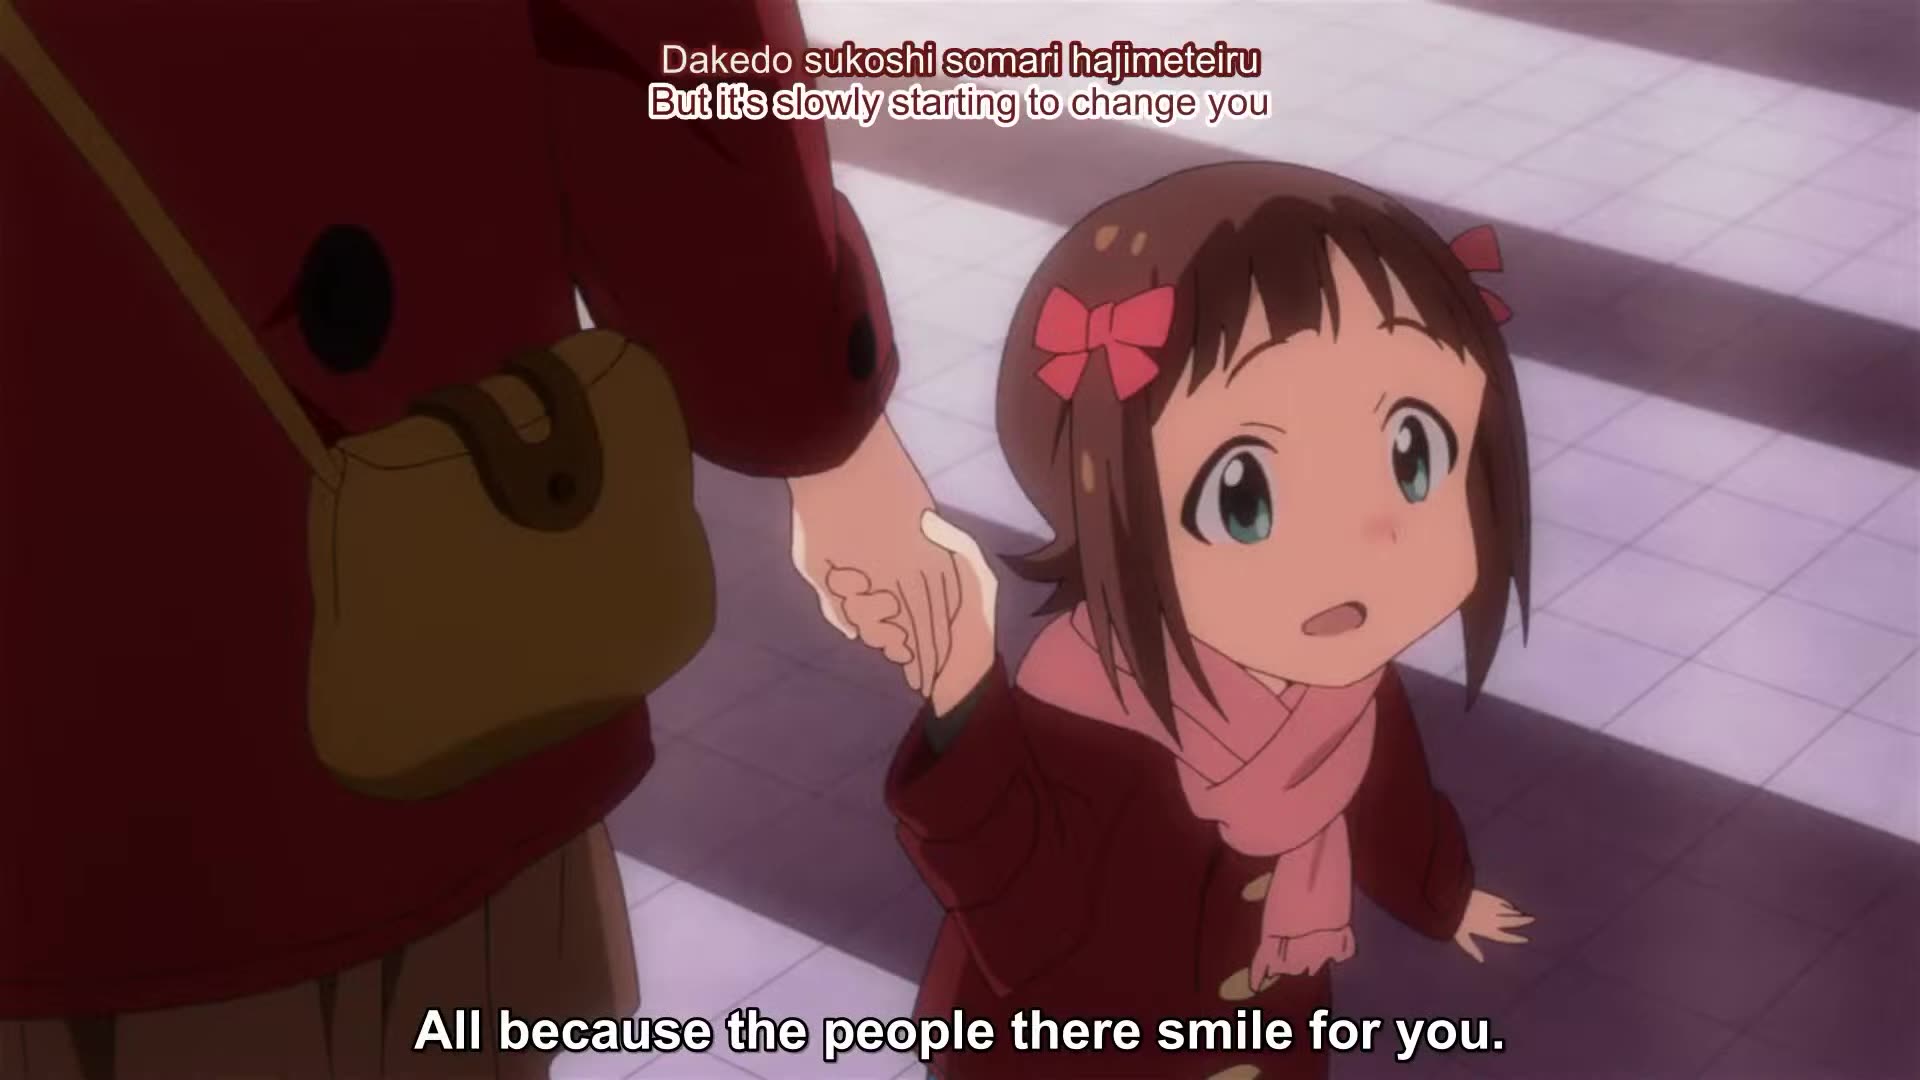 Dakedo sukoshi somari hajimeteiru
But it's slowly starting to change you
All because the people there smile for you.